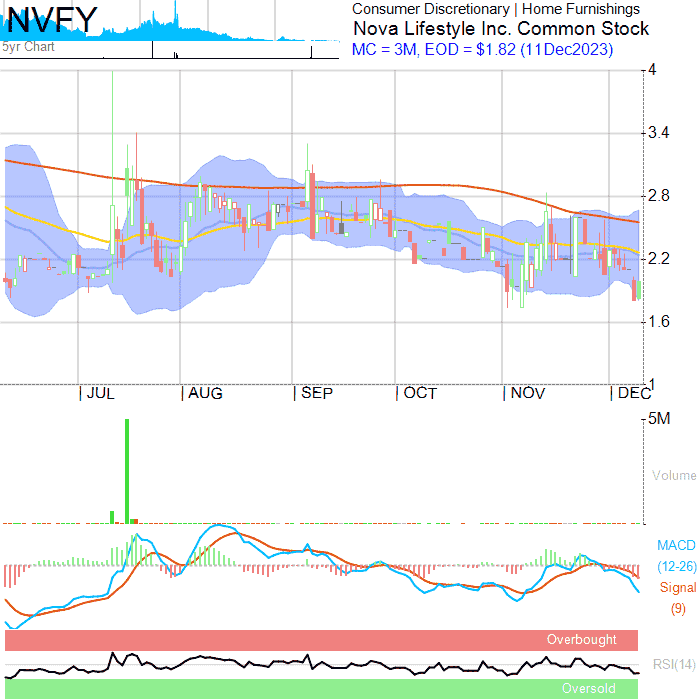 NVFY
5yr Chart
Consumer Discretionary | Home Furnishings
Nova Lifestyle Inc. Common Stock
MC = 3M, EOD = $1.82 (11Dec2023)
4
3.4
2.8
2.2
1.6
1
JUL AUG SEP OCT NOV DEC
5M
Volume
MACD
(12-26)
Signal
(9)
Overbought
RSI(14)
Oversold